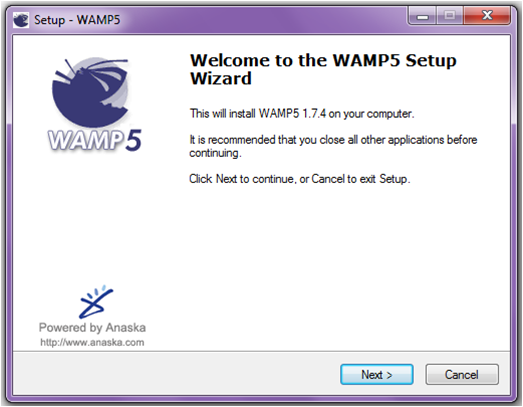 Setup - WAMP5
Welcome to the WAMP5 Setup
Wizard
This will install WAMP5 1.7.4 on your computer.
It is recommended that you close all other applications before
continuing.
Click Next to continue, or Cancel to exit Setup.
WAMP5
Powered by Anaska
http://www.anaska.com
Next >
Cancel